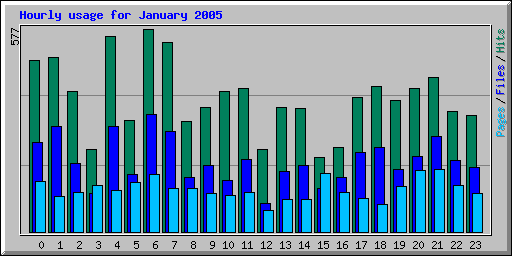 Hourly usage for January 2005
577
Pages / Files / Hits
0 1 2 3 4 5 6 7 8 9 10 11 12 13 14 15 16 17 18 19 20 21 22 23